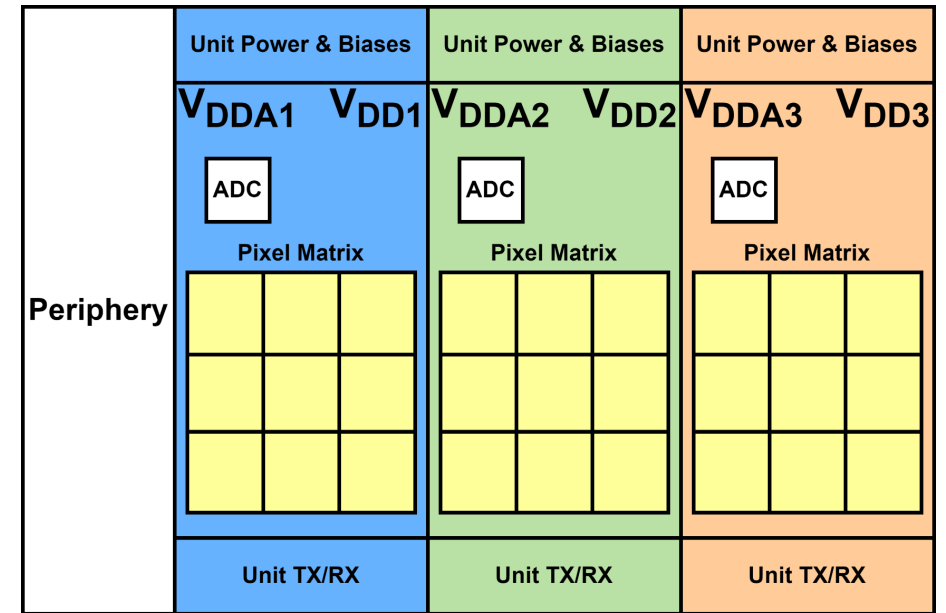 Unit Power & Biases
Unit Power & Biases
Unit Power & Biases
VDDA1 VDD1
VDDA2 VDD2
VDDA3 VDD3
ADC
ADC
ADC
Pixel Matrix
Pixel Matrix
Pixel Matrix
Periphery
Unit TX/RX
Unit TX/RX
Unit TX/RX